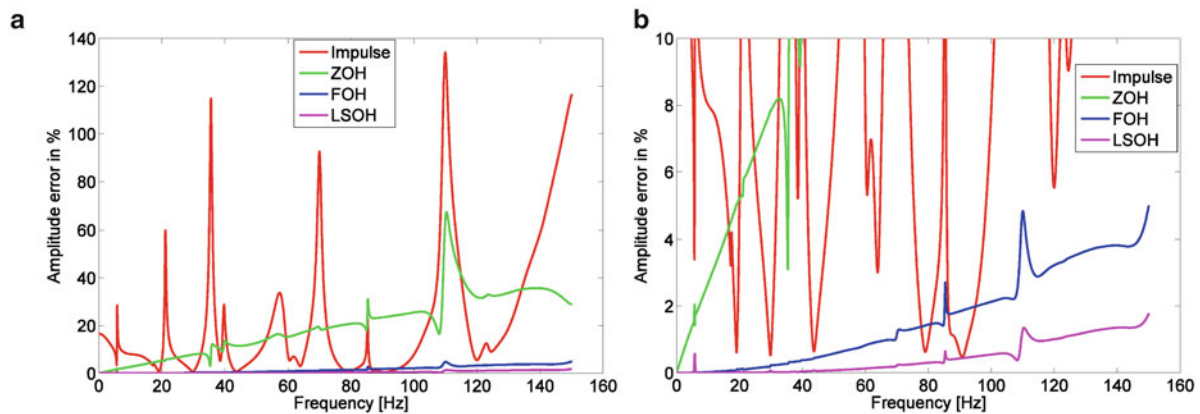 a
140
120
100
80
60
40
20
0
Amplitude error in %
0 20 40 60 80 100 120 140 160
Frequency [Hz]
Impulse
ZOH
FOH
LSOH
b
10
8
6
4
2
0
Amplitude error in %
0 20 40 60 80 100 120 140 160
Frequency [Hz]
Impulse
ZOH
FOH
LSOH